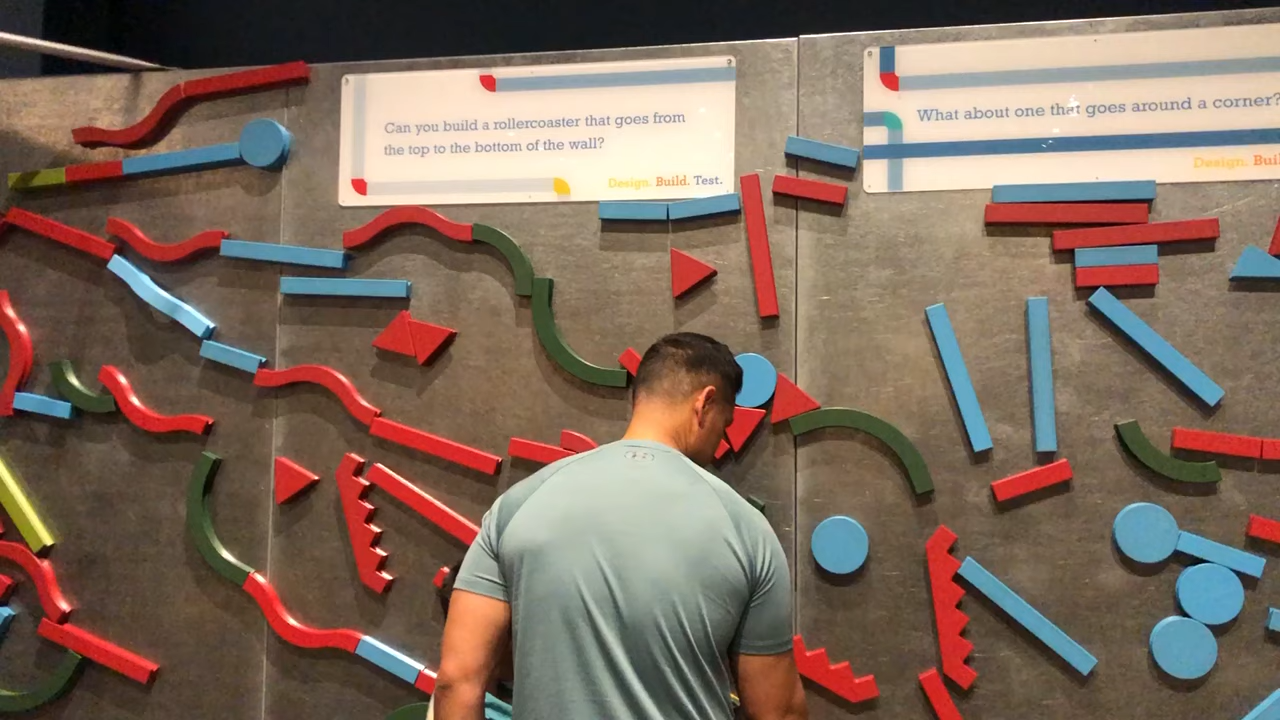 Can you build a rollercoaster that goes from
the top to the bottom of the wall?
Design. Build. Test.
What about one that goes around a corner?
Design. Buil